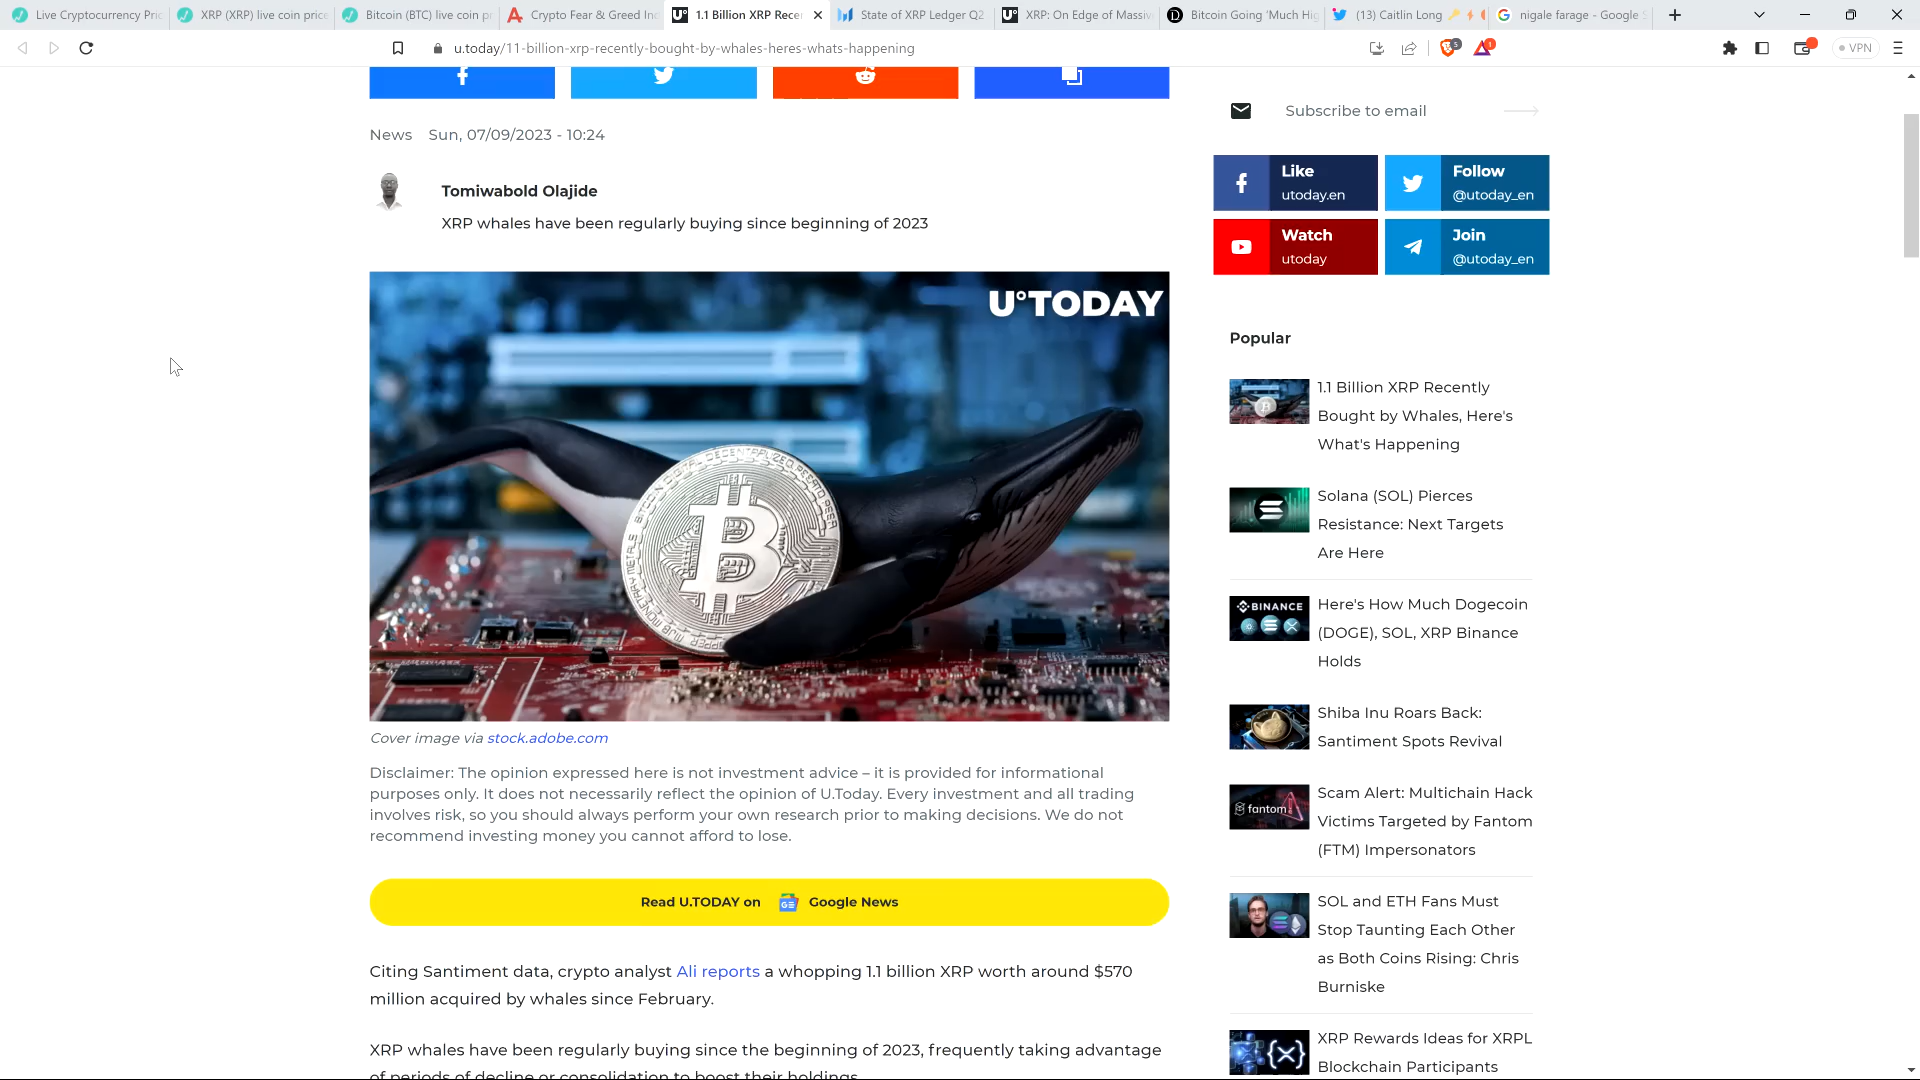 Live Cryptocurrency Pric
XRP (XRP) live coin price
Bitcoin (BTC) live coin pr
Crypto Fear & Greed Ind
1.1 Billion XRP Recen
State of XRP Ledger Q2
XRP: On Edge of Massiv
Bitcoin Going 'Much Hig
(13) Caitlin Long
nigale farage - Google S
u.today/11-billion-xrp-recently-bought-by-whales-heres-whats-happening
VPN
News Sun, 07/09/2023 - 10:24
Tomiwabold Olajide
XRP whales have been regularly buying since beginning of 2023
U°TODAY
Cover image via stock.adobe.com
Disclaimer: The opinion expressed here is not investment advice – it is provided for informational
purposes only. It does not necessarily reflect the opinion of U.Today. Every investment and all trading
involves risk, so you should always perform your own research prior to making decisions. We do not
recommend investing money you cannot afford to lose.
Read U.TODAY on Google News
Citing Santiment data, crypto analyst Ali reports a whopping 1.1 billion XRP worth around $570
million acquired by whales since February.
XRP whales have been regularly buying since the beginning of 2023, frequently taking advantage
of periods of decline or consolidation to boost their holdings.
Subscribe to email
Like
utoday.en
Follow
@utoday_en
Watch
utoday
Join
@utoday_en
Popular
1.1 Billion XRP Recently
Bought by Whales, Here's
What's Happening
Solana (SOL) Pierces
Resistance: Next Targets
Are Here
BINANCE
Here's How Much Dogecoin
(DOGE), SOL, XRP Binance
Holds
Shiba Inu Roars Back:
Santiment Spots Revival
fantom
Scam Alert: Multichain Hack
Victims Targeted by Fantom
(FTM) Impersonators
SOL and ETH Fans Must
Stop Taunting Each Other
as Both Coins Rising: Chris
Burniske
XRP Rewards Ideas for XRPL
Blockchain Participants